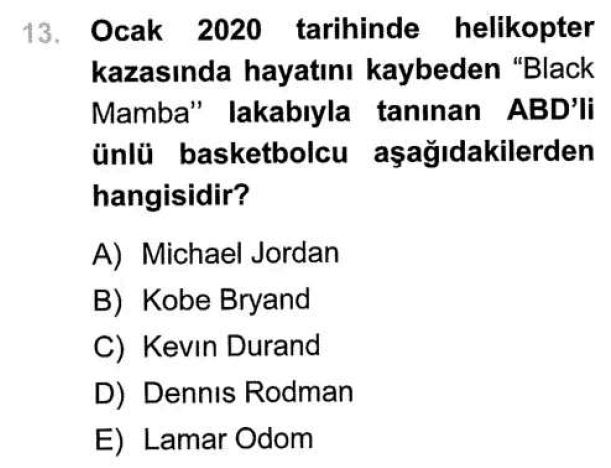 13. Ocak 2020 tarihinde helikopter
kazasında hayatını kaybeden “Black
Mamba” lakabıyla tanınan ABD’li
ünlü basketbolcu aşağıdakilerden
hangisidir?
A) Michael Jordan
B) Kobe Bryand
C) Kevın Durand
D) Dennıs Rodman
E) Lamar Odom